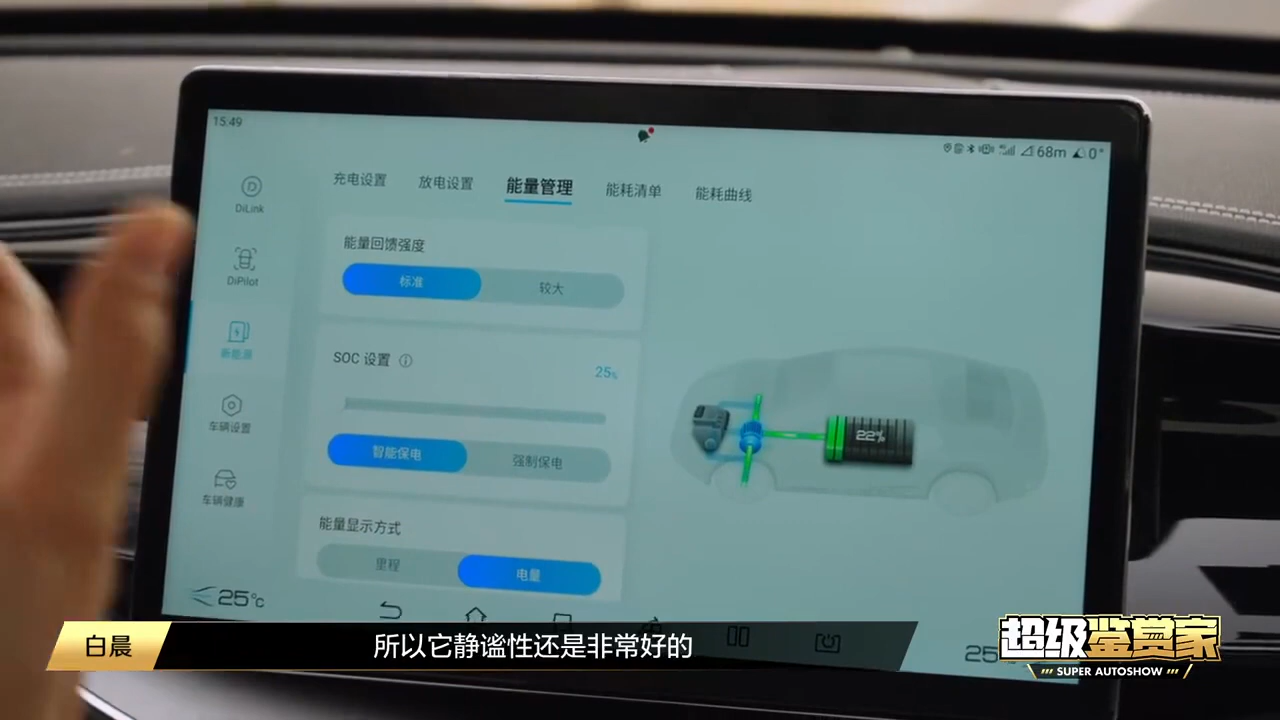 15:49
68m
0°
DiLink
DiPilot
新能源
车辆设置
车辆健康
充电设置
放电设置
能量管理
能耗清单
能耗曲线
能量回馈强度
标准
较大
SOC 设置
25%
智能保电
强制保电
能量显示方式
里程
电量
22%
25℃
25
白晨
所以它静谧性还是非常好的
超级鉴赏家
SUPER AUTOSHOW